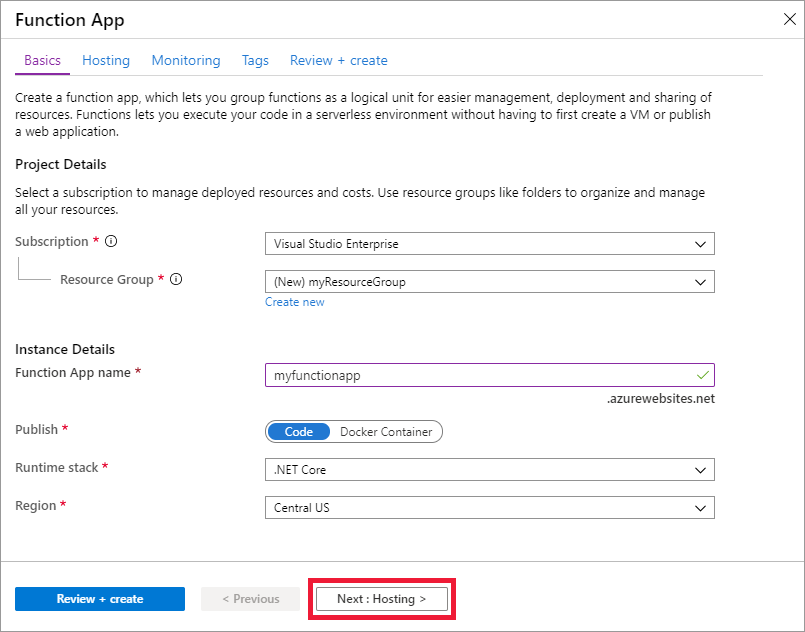 Function App
Basics Hosting Monitoring Tags Review + create
Create a function app, which lets you group functions as a logical unit for easier management, deployment and sharing of
resources. Functions lets you execute your code in a serverless environment without having to first create a VM or publish
a web application.
Project Details
Select a subscription to manage deployed resources and costs. Use resource groups like folders to organize and manage
all your resources.
Subscription * Visual Studio Enterprise
Resource Group * (New) myResourceGroup
Create new
Instance Details
Function App name * myfunctionapp
.azurewebsites.net
Publish * Code Docker Container
Runtime stack * .NET Core
Region * Central US
Review + create < Previous Next : Hosting >